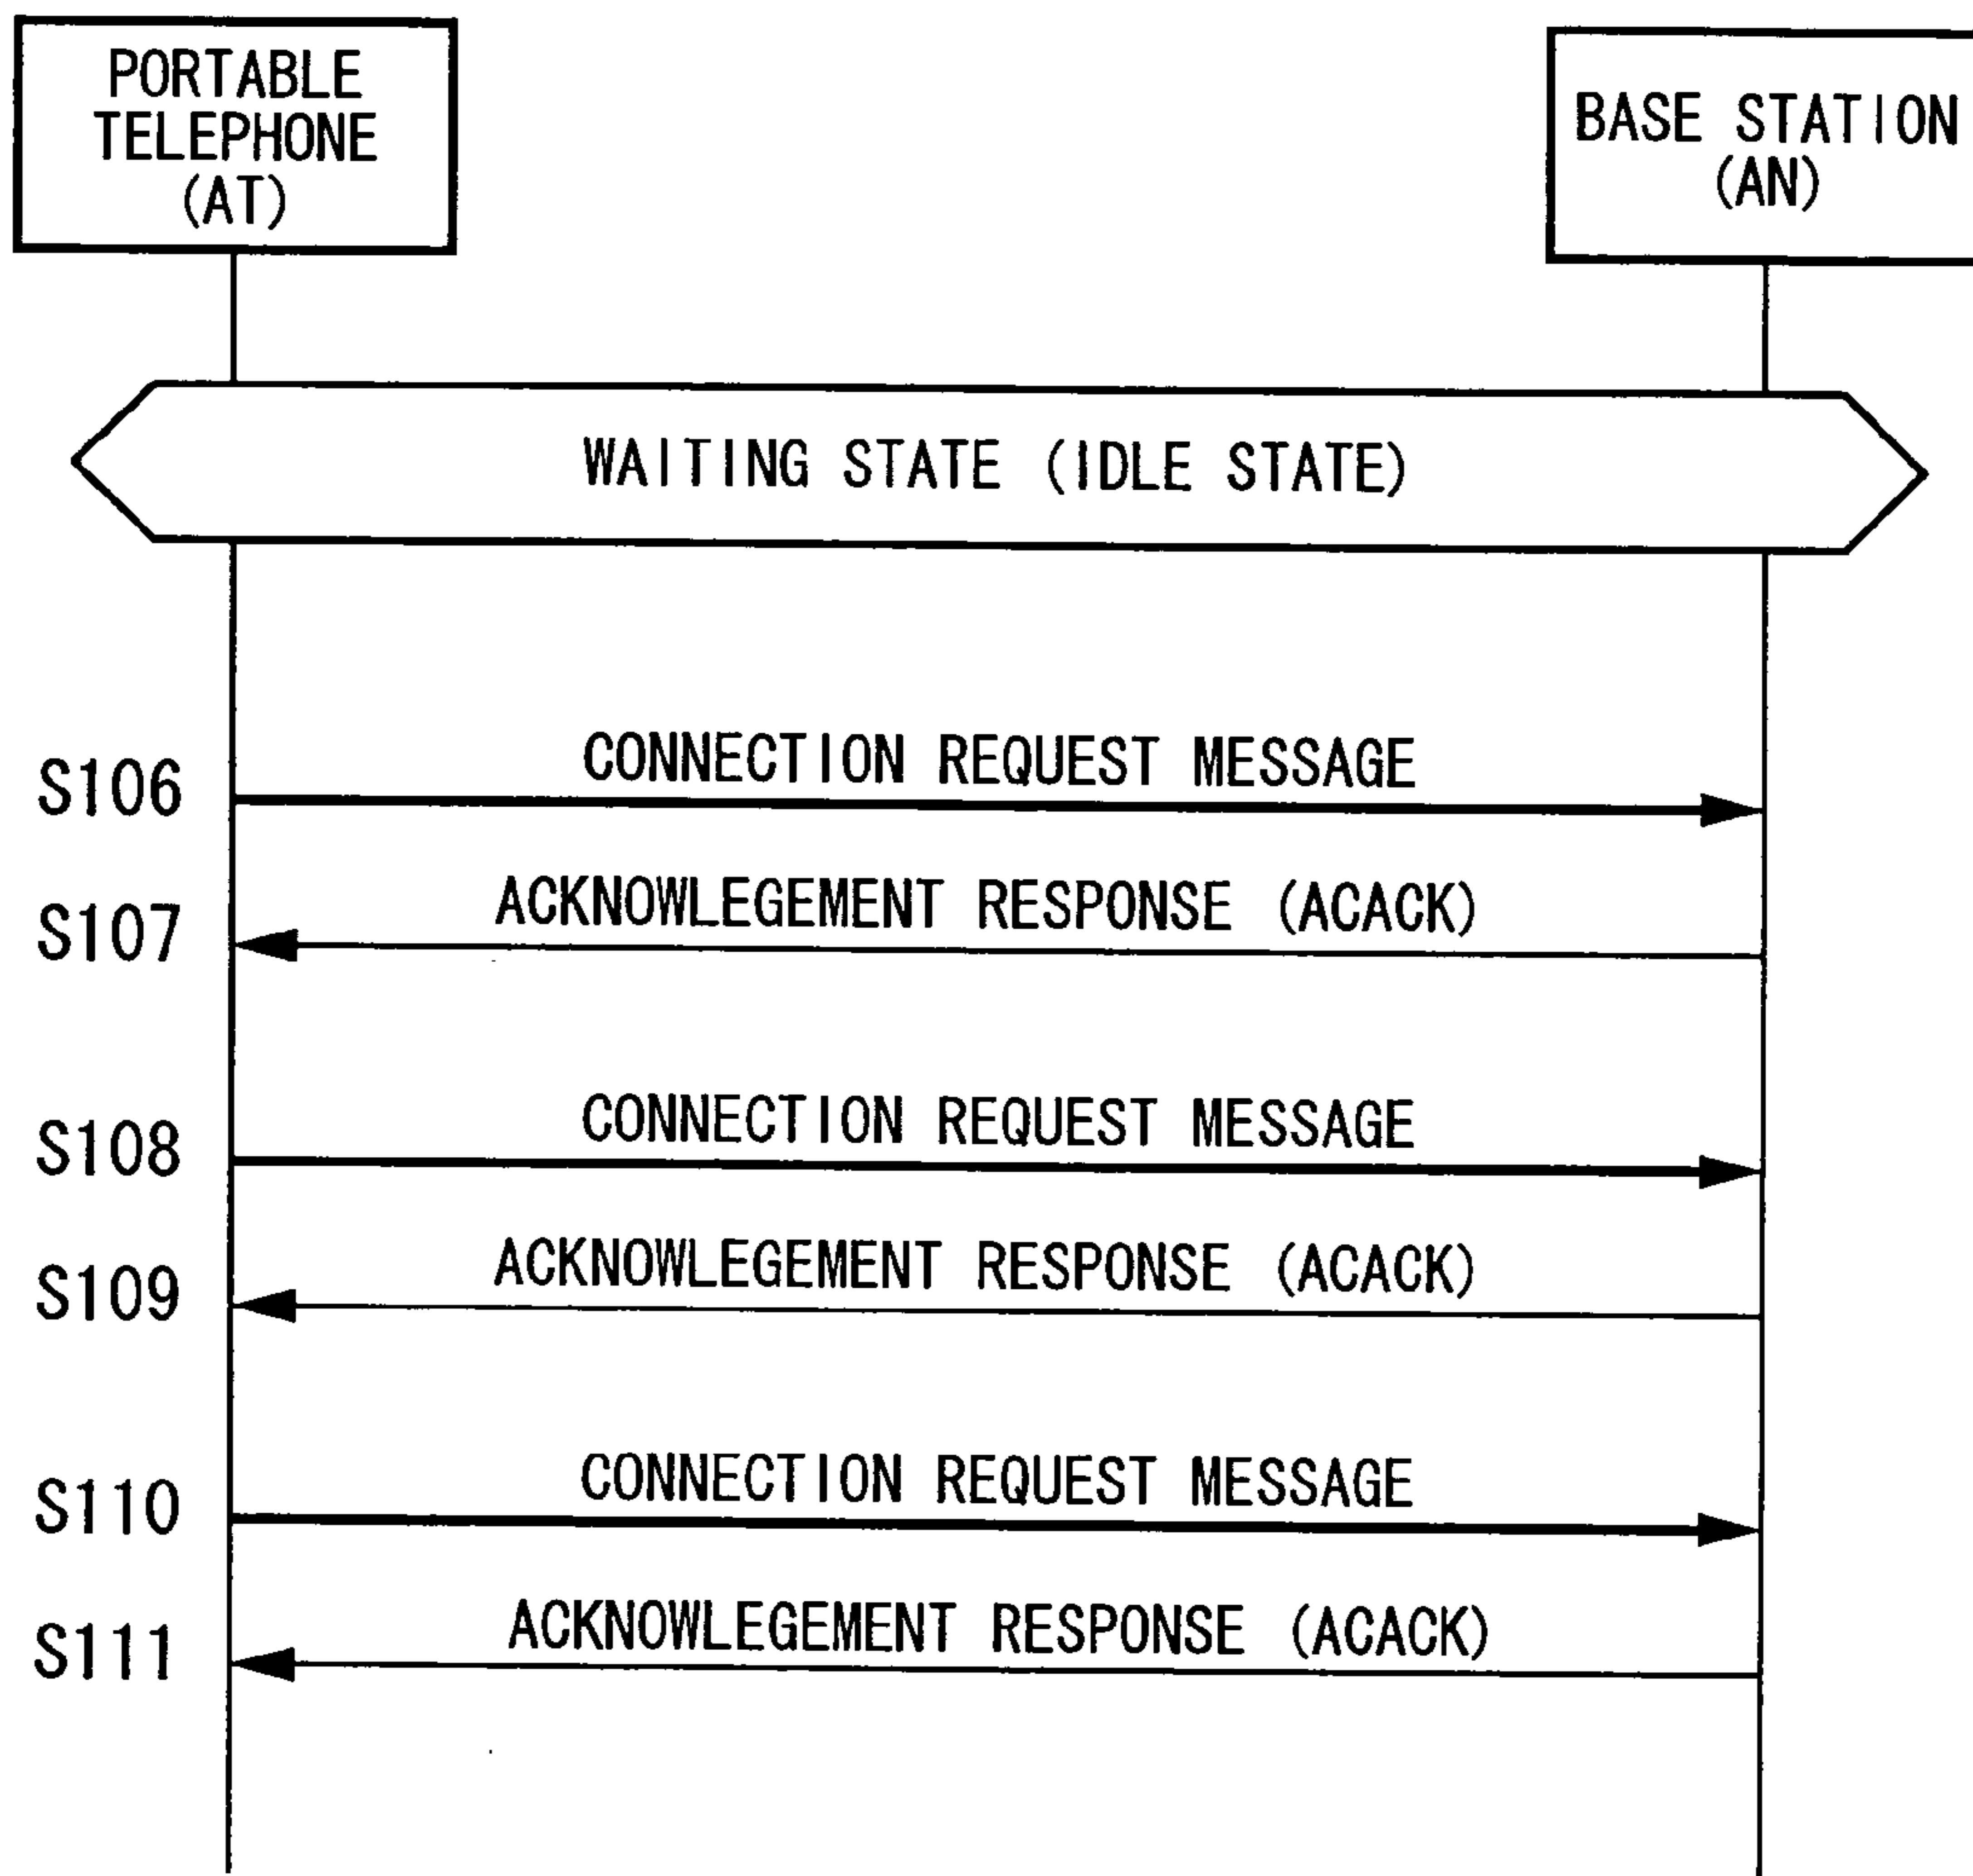 PORTABLE
TELEPHONE
(AT)
BASE STATION
(AN)
WAITING STATE (IDLE STATE)
CONNECTION REQUEST MESSAGE
S106
ACKNOWLEGEMENT RESPONSE (ACACK)
S107
CONNECTION REQUEST MESSAGE
S108
ACKNOWLEGEMENT RESPONSE (ACACK)
S109
CONNECTION REQUEST MESSAGE
S110
ACKNOWLEGEMENT RESPONSE (ACACK)
S111